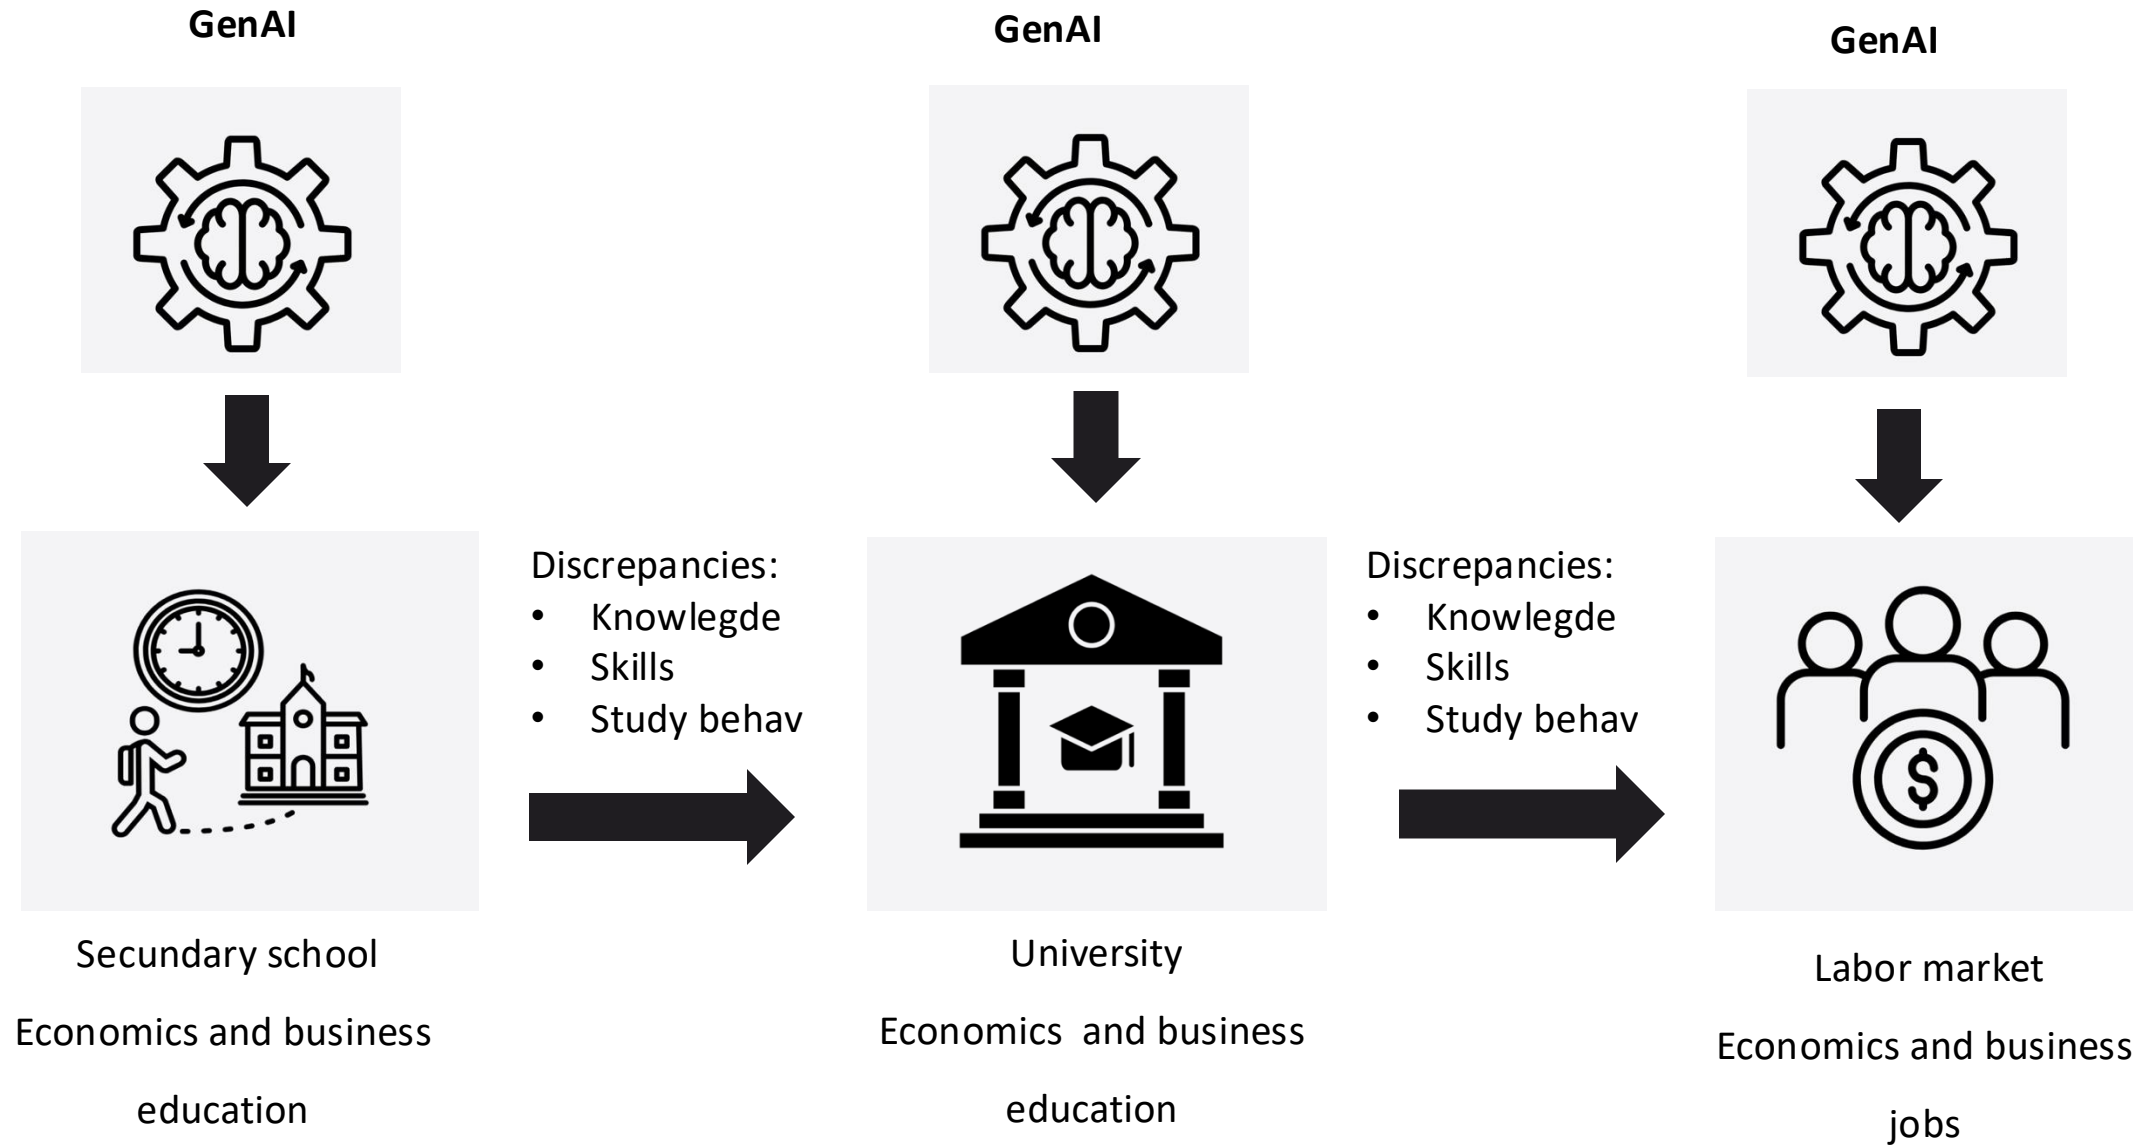 GenAI
GenAI
GenAI
Discrepancies:
• Knowlegde
• Skills
• Study behav
Discrepancies:
• Knowlegde
• Skills
• Study behav
$
Secundary school
Economics and business
education
University
Economics and business
education
Labor market
Economics and business
jobs